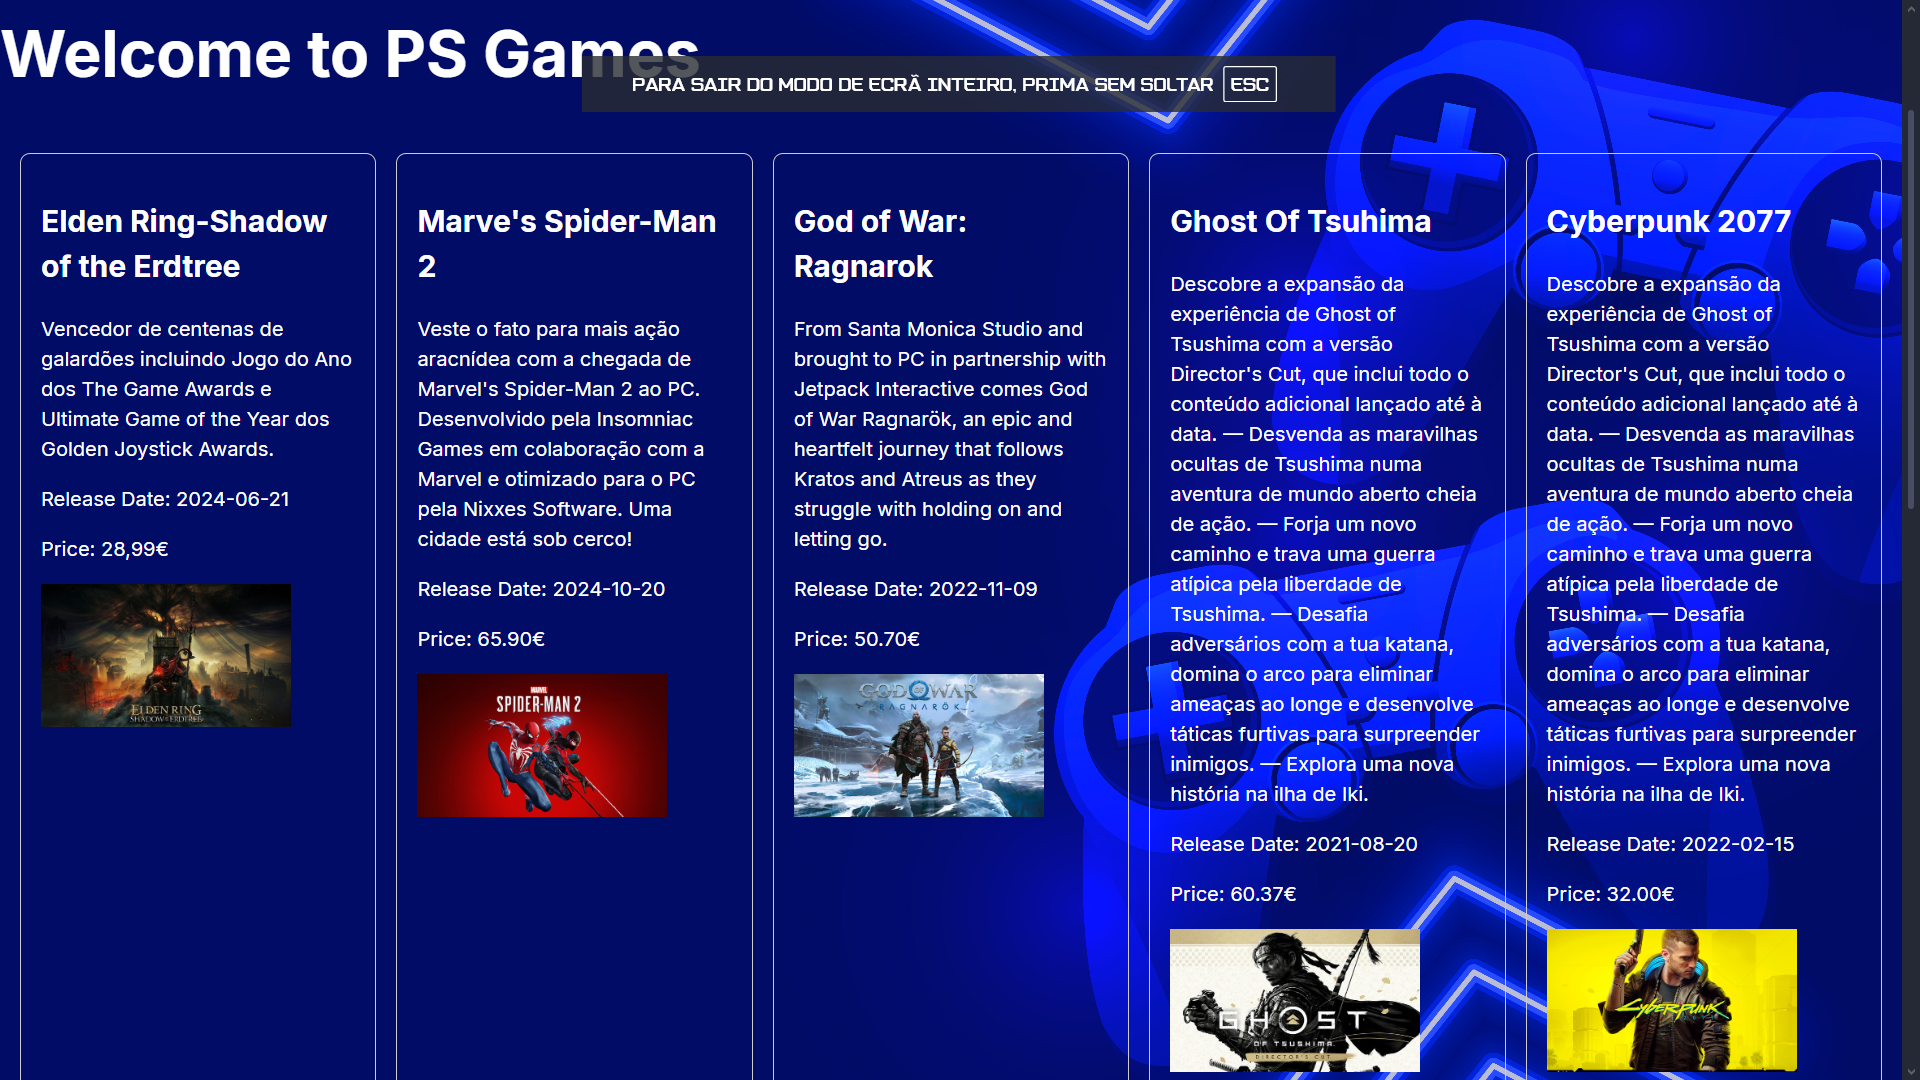 Welcome to PS Games
PARA SAIR DO MODO DE ECRÃ INTEIRO, PRIMA SEM SOLTAR ESC
Elden Ring-Shadow
of the Erdtree
Vencedor de centenas de
galardões incluindo Jogo do Ano
dos The Game Awards e
Ultimate Game of the Year dos
Golden Joystick Awards.
Release Date: 2024-06-21
Price: 28,99€
ELDEN RING
SHADOW OF THE ERDTREE
Marve's Spider-Man
2
Veste o fato para mais ação
aracnídea com a chegada de
Marvel's Spider-Man 2 ao PC.
Desenvolvido pela Insomniac
Games em colaboração com a
Marvel e otimizado para o PC
pela Nixxes Software. Uma
cidade está sob cerco!
Release Date: 2024-10-20
Price: 65.90€
MARVEL
SPIDER-MAN 2
God of War:
Ragnarok
From Santa Monica Studio and
brought to PC in partnership with
Jetpack Interactive comes God
of War Ragnarök, an epic and
heartfelt journey that follows
Kratos and Atreus as they
struggle with holding on and
letting go.
Release Date: 2022-11-09
Price: 50.70€
GOD OF WAR
RAGNARÖK
Ghost Of Tsuhima
Descobre a expansão da
experiência de Ghost of
Tsushima com a versão
Director's Cut, que inclui todo o
conteúdo adicional lançado até à
data. — Desvenda as maravilhas
ocultas de Tsushima numa
aventura de mundo aberto cheia
de ação. — Forja um novo
caminho e trava uma guerra
atípica pela liberdade de
Tsushima. — Desafia
adversários com a tua katana,
domina o arco para eliminar
ameaças ao longe e desenvolve
táticas furtivas para surpreender
inimigos. — Explora uma nova
história na ilha de Iki.
Release Date: 2021-08-20
Price: 60.37€
GHOST
OF TSUSHIMA
DIRECTOR'S CUT
Cyberpunk 2077
Descobre a expansão da
experiência de Ghost of
Tsushima com a versão
Director's Cut, que inclui todo o
conteúdo adicional lançado até à
data. — Desvenda as maravilhas
ocultas de Tsushima numa
aventura de mundo aberto cheia
de ação. — Forja um novo
caminho e trava uma guerra
atípica pela liberdade de
Tsushima. — Desafia
adversários com a tua katana,
domina o arco para eliminar
ameaças ao longe e desenvolve
táticas furtivas para surpreender
inimigos. — Explora uma nova
história na ilha de Iki.
Release Date: 2022-02-15
Price: 32.00€
Cyberpunk